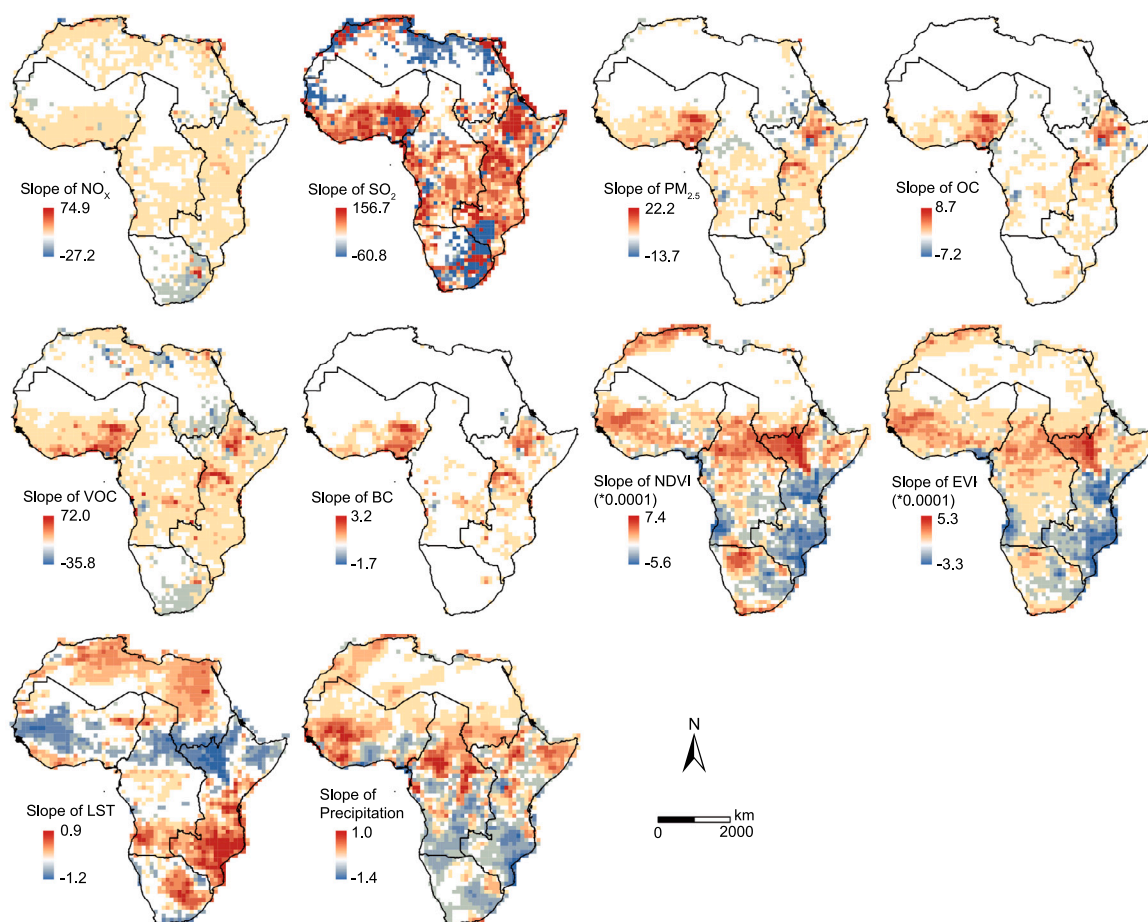 Slope of NOX
74.9
-27.2
Slope of SO2
156.7
-60.8
Slope of PM2.5
22.2
-13.7
Slope of OC
8.7
-7.2
Slope of VOC
72.0
-35.8
Slope of BC
3.2
-1.7
Slope of NDVI
(*0.0001)
7.4
-5.6
Slope of EVI
(*0.0001)
5.3
-3.3
Slope of LST
0.9
-1.2
Slope of
Precipitation
1.0
-1.4
N
km
0 2000